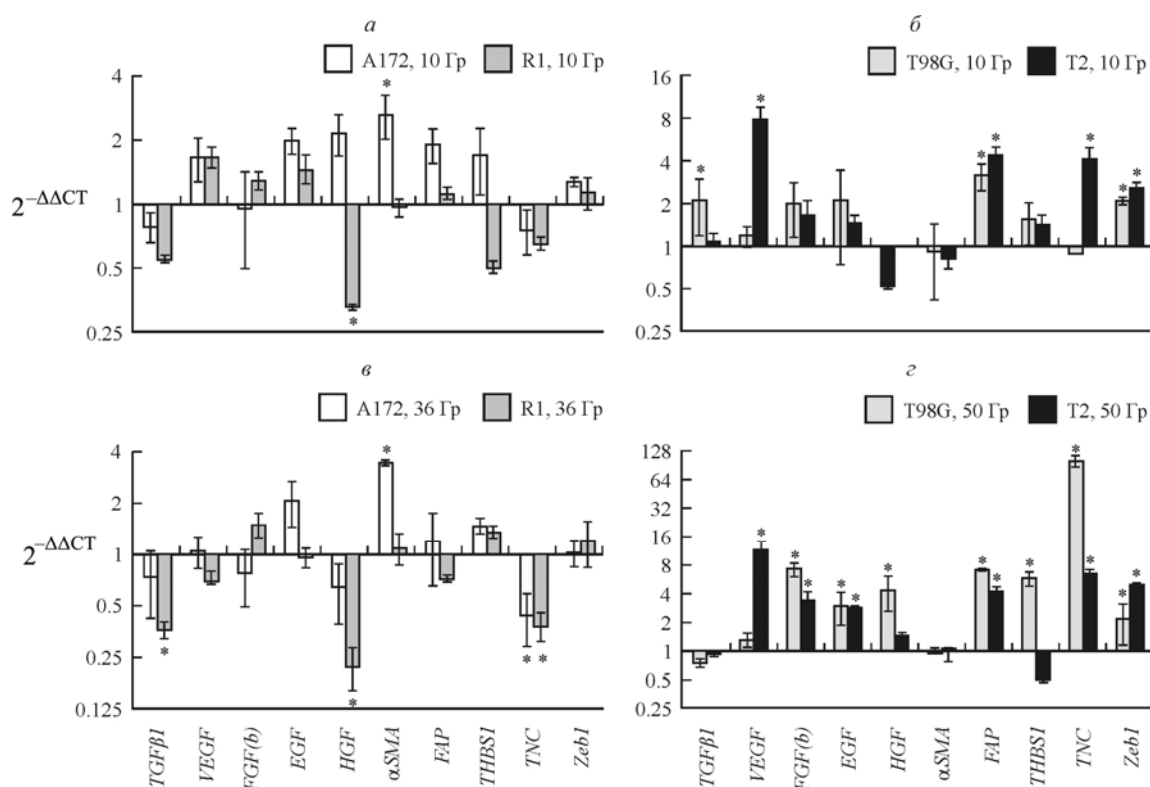 а
A172, 10 Гр
R1, 10 Гр
2^–ΔΔCT
4
2
1
0.5
0.25
*
*
б
T98G, 10 Гр
T2, 10 Гр
16
8
4
2
1
0.5
0.25
*
*
*
*
*
*
*
в
A172, 36 Гр
R1, 36 Гр
2^–ΔΔCT
4
2
1
0.5
0.25
0.125
*
*
*
*
*
TGFβ1
VEGF
FGF(b)
EGF
HGF
αSMA
FAP
THBS1
TNC
Zeb1
г
T98G, 50 Гр
T2, 50 Гр
128
64
32
16
8
4
2
1
0.5
0.25
*
*
*
*
*
*
*
*
*
*
*
*
*
TGFβ1
VEGF
FGF(b)
EGF
HGF
αSMA
FAP
THBS1
TNC
Zeb1